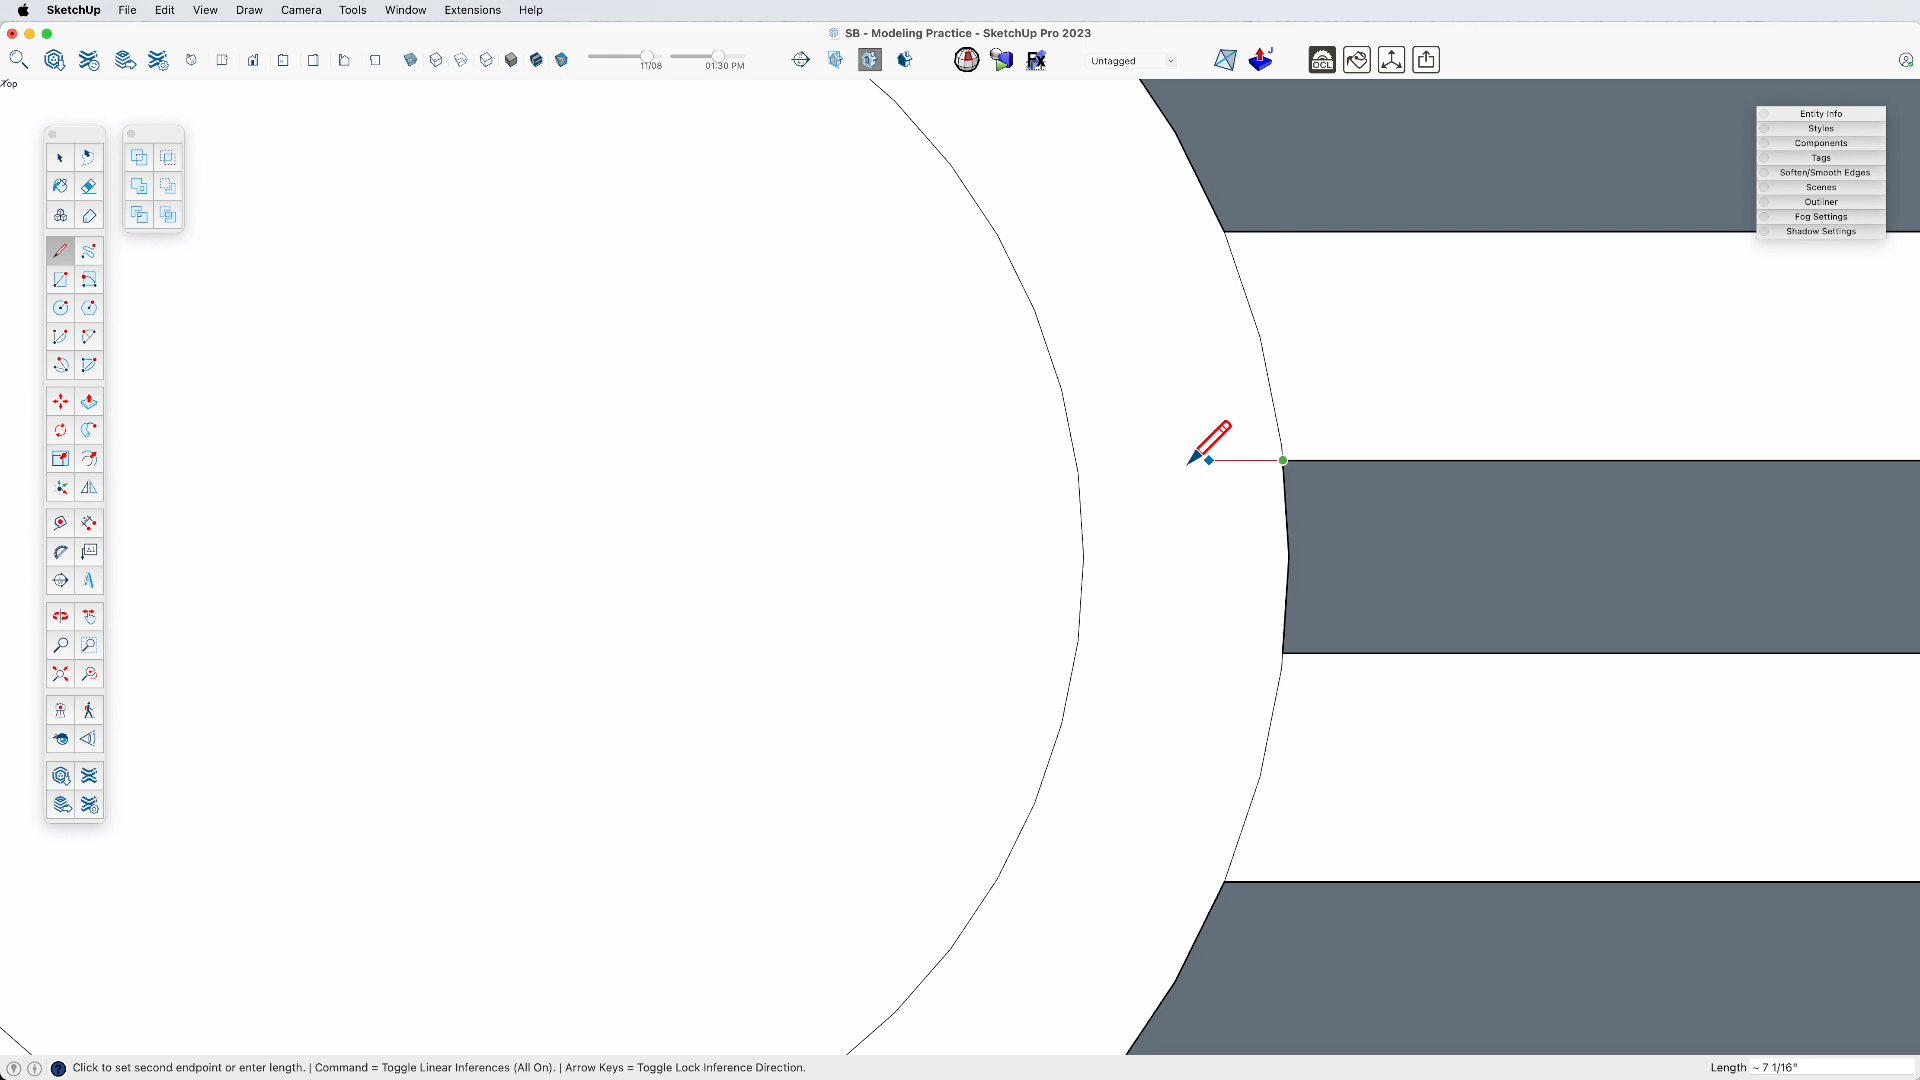 SketchUp File Edit View Draw Camera Tools Window Extensions Help
SB - Modeling Practice - SketchUp Pro 2023
11/08 01:30 PM Untagged FX J OCL
Top
Entity Info
Styles
Components
Tags
Soften/Smooth Edges
Scenes
Outliner
Fog Settings
Shadow Settings
Click to set second endpoint or enter length. | Command = Toggle Linear Inferences (All On). | Arrow Keys = Toggle Lock Inference Direction. Length ~ 7 1/16"